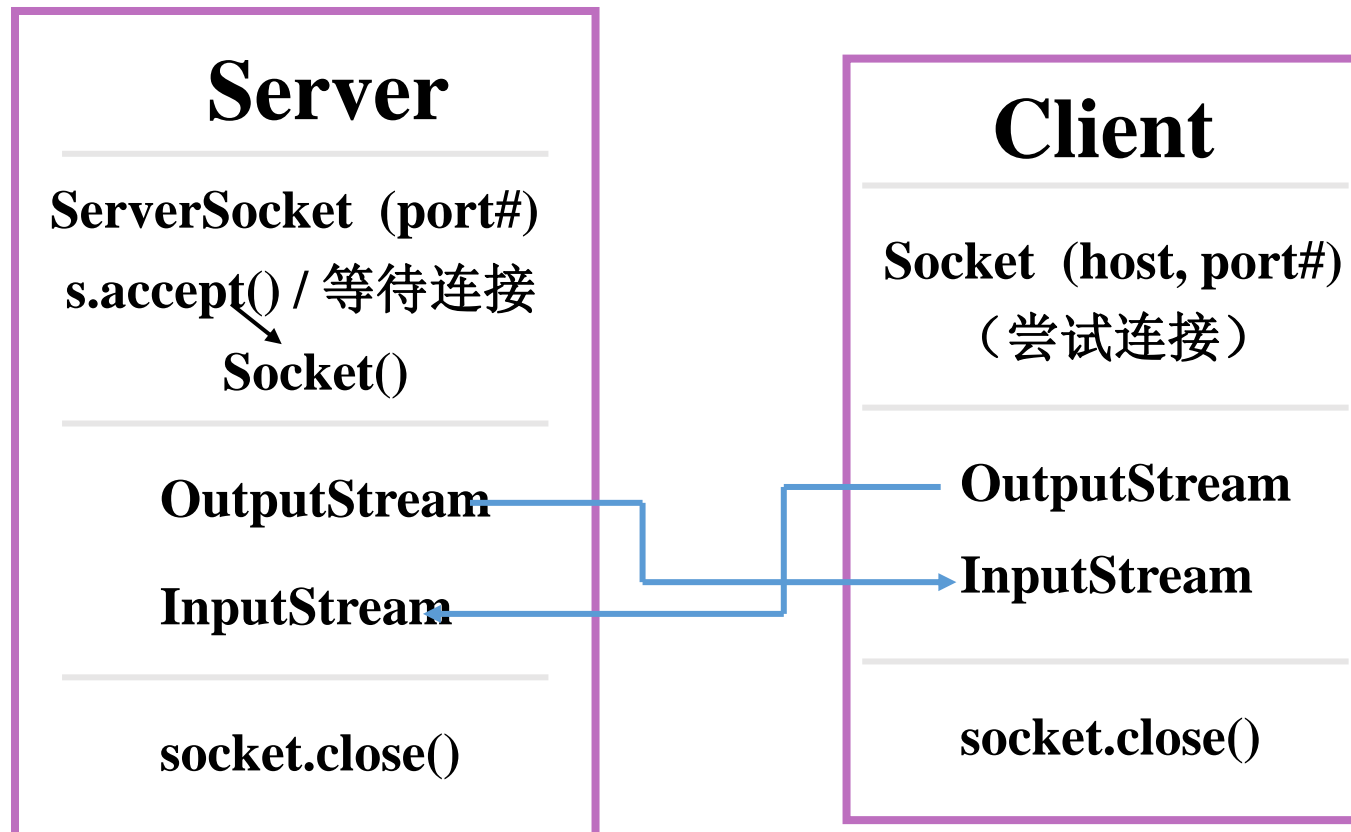 Server
ServerSocket (port#)
s.accept() / 等待连接
Socket()
OutputStream
InputStream
socket.close()
Client
Socket (host, port#)
（尝试连接）
OutputStream
InputStream
socket.close()